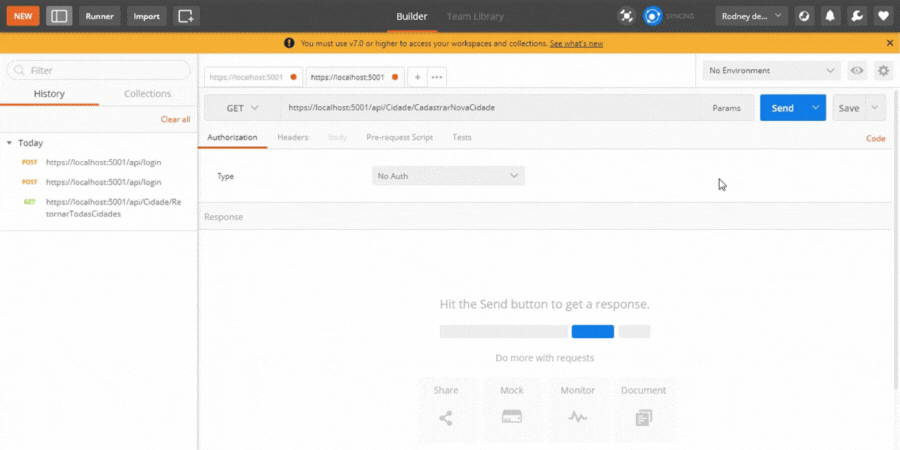 NEW Runner Import Builder Team Library SYNCING Rodney de...
You must use v7.0 or higher to access your workspaces and collections. See what's new
Filter
History Collections
Clear all
Today
POST https://localhost:5001/api/login
POST https://localhost:5001/api/login
GET https://localhost:5001/api/Cidade/Re
tornarTodasCidades
https://localhost:5001 https://localhost:5001 No Environment
GET https://localhost:5001/api/Cidade/CadastrarNovaCidade Params Send Save
Authorization Headers Body Pre-request Script Tests Code
Type No Auth
Response
Hit the Send button to get a response.
Do more with requests
Share Mock Monitor Document